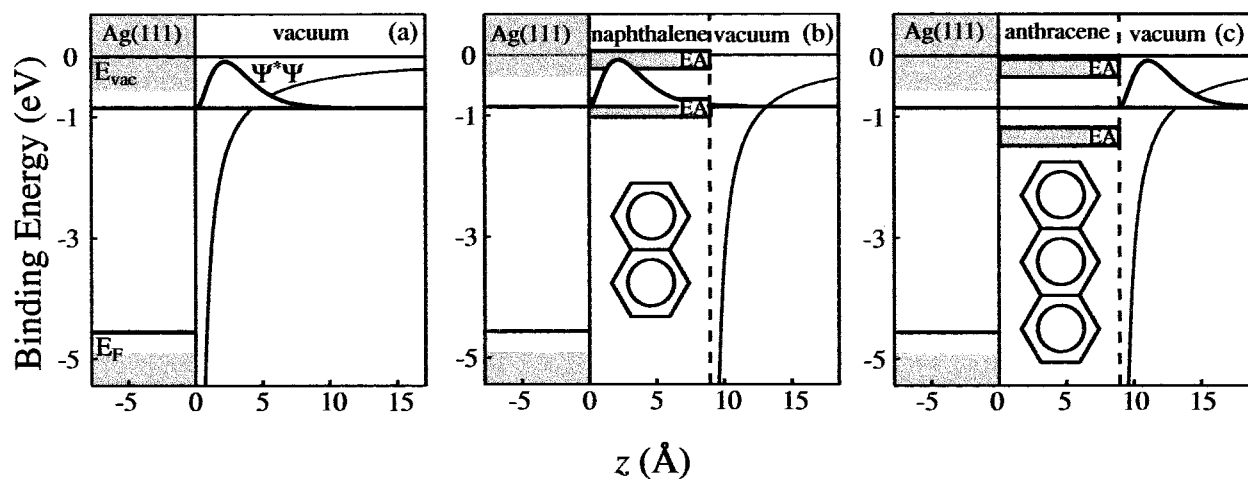 Ag(111) vacuum (a)
Ag(111) naphthalene vacuum (b)
Ag(111) anthracene vacuum (c)
0
E_vac
Ψ*Ψ
-1
-3
-5
E_F
0
EA
EA
-1
-3
-5
0
EA
EA
-1
-3
-5
Binding Energy (eV)
-5 0 5 10 15
-5 0 5 10 15
-5 0 5 10 15
z (Å)